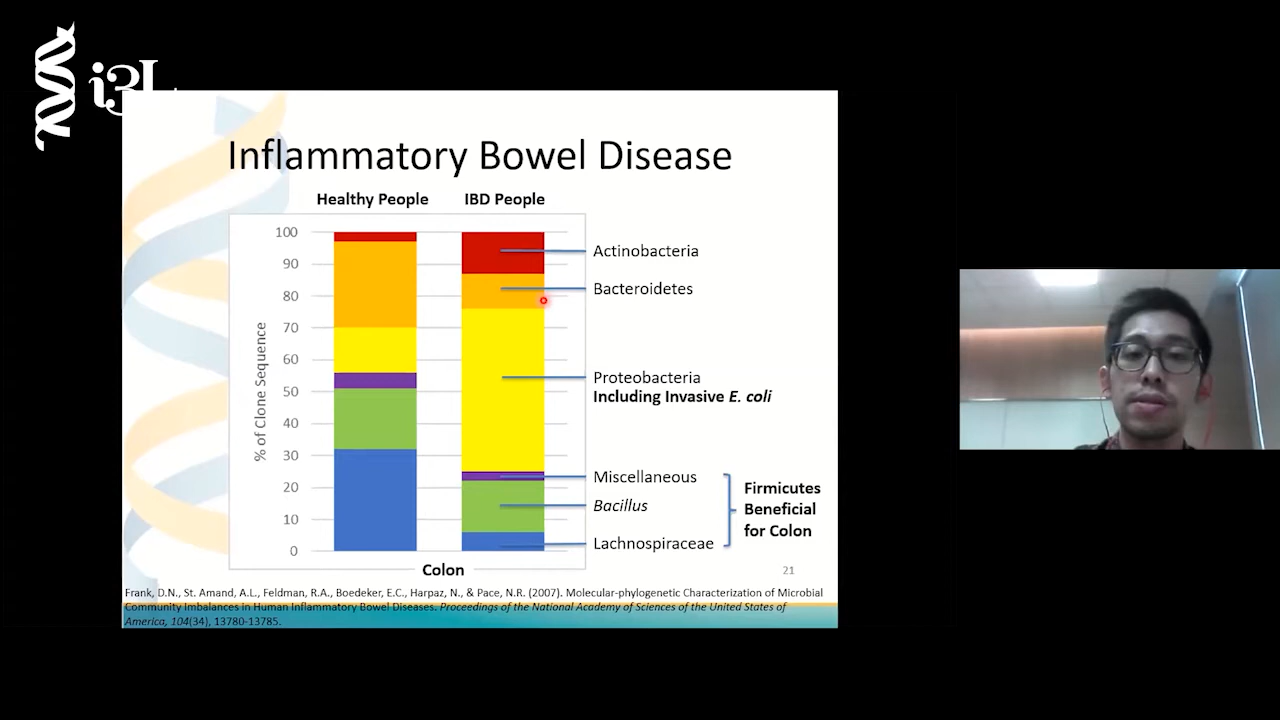 i3L
Inflammatory Bowel Disease
Healthy People
IBD People
100
90
80
70
60
50
40
30
20
10
0
% of Clone Sequence
Colon
Actinobacteria
Bacteroidetes
Proteobacteria
Including Invasive E. coli
Miscellaneous
Bacillus
Lachnospiraceae
Firmicutes
Beneficial
for Colon
21
Frank, D.N., St. Amand, A.L., Feldman, R.A., Boedeker, E.C., Harpaz, N., & Pace, N.R. (2007). Molecular-phylogenetic Characterization of Microbial
Community Imbalances in Human Inflammatory Bowel Diseases. Proceedings of the National Academy of Sciences of the United States of
America, 104(34), 13780-13785.